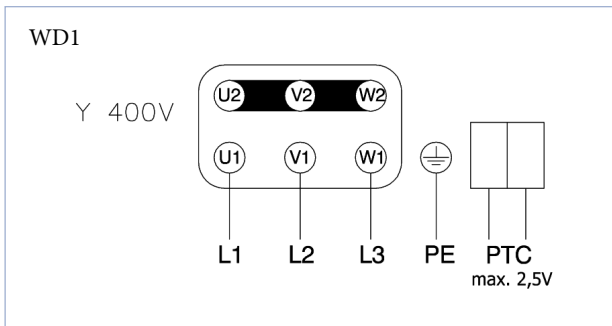 WD1
Y 400V
U2 V2 W2
U1 V1 W1
L1 L2 L3 PE PTC
max. 2,5V